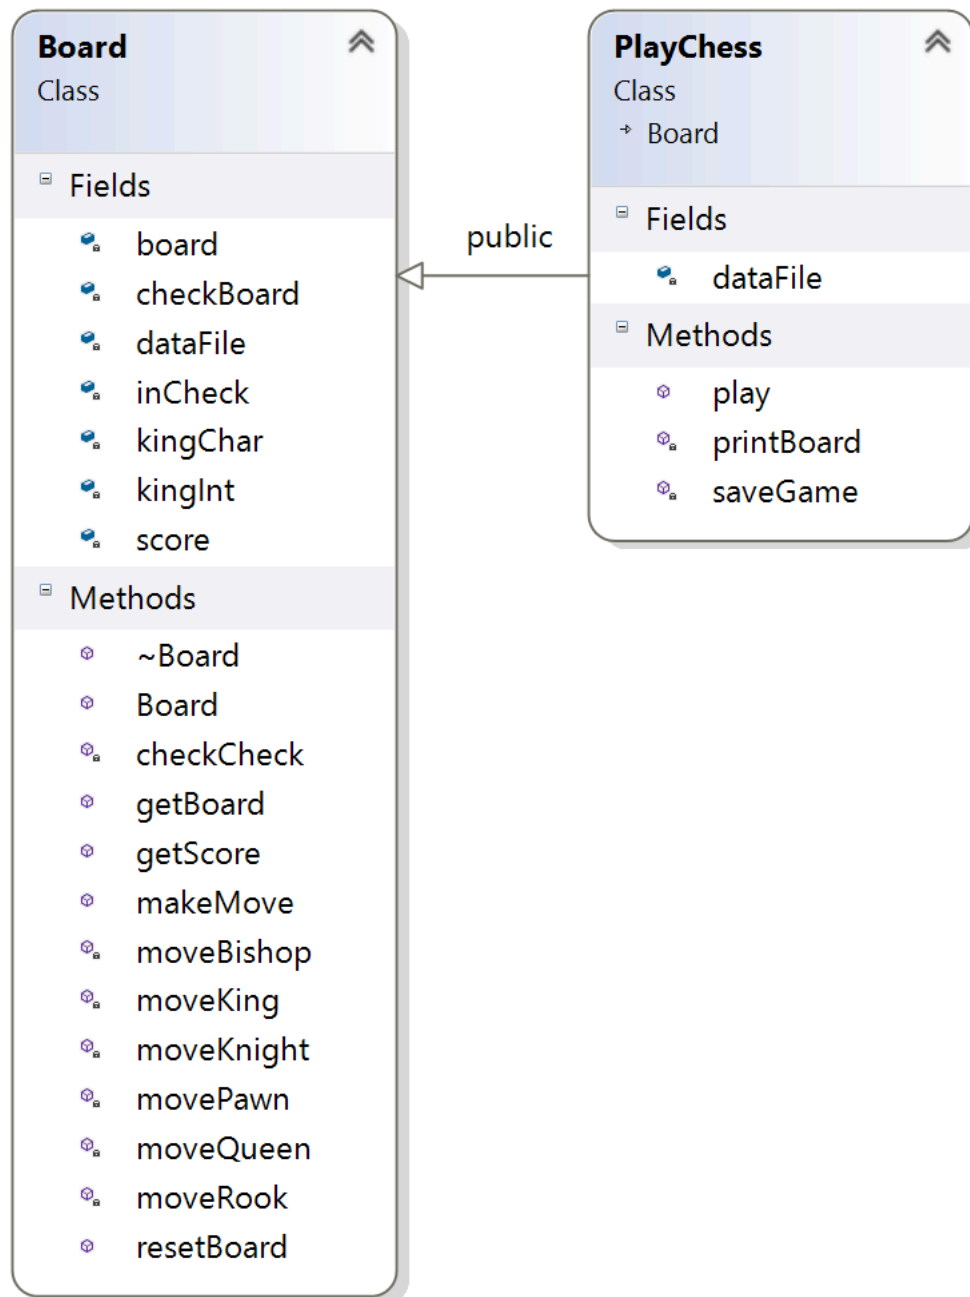 Board
Class
Fields
board
checkBoard
dataFile
inCheck
kingChar
kingInt
score
Methods
~Board
Board
checkCheck
getBoard
getScore
makeMove
moveBishop
moveKing
moveKnight
movePawn
moveQueen
moveRook
resetBoard
public
PlayChess
Class
Board
Fields
dataFile
Methods
play
printBoard
saveGame